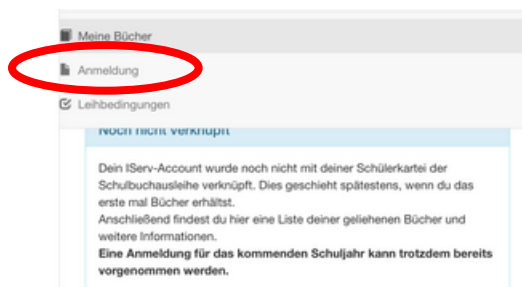 Meine Bücher
Anmeldung
Leihbedingungen
Noch nicht verknüpft
Dein IServ-Account wurde noch nicht mit deiner Schülerkartei der
Schulbuchausleihe verknüpft. Dies geschieht spätestens, wenn du das
erste mal Bücher erhältst.
Anschließend findest du hier eine Liste deiner geliehenen Bücher und
weitere Informationen.
Eine Anmeldung für das kommenden Schuljahr kann trotzdem bereits
vorgenommen werden.